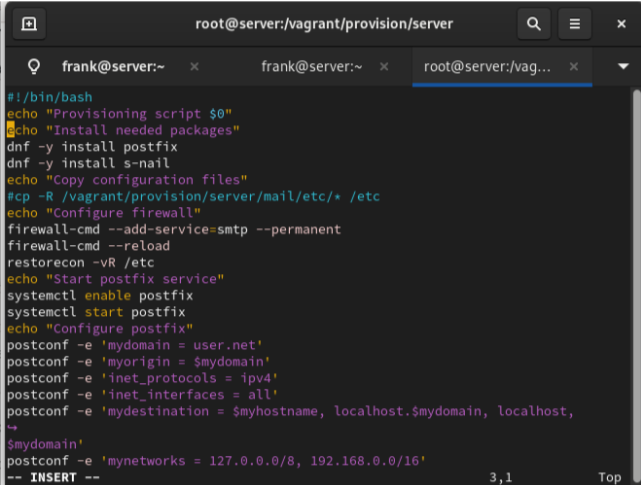 root@server:/vagrant/provision/server
frank@server:~ × frank@server:~ × root@server:/vag... ×
#!/bin/bash
echo "Provisioning script $0"
echo "Install needed packages"
dnf -y install postfix
dnf -y install s-nail
echo "Copy configuration files"
#cp -R /vagrant/provision/server/mail/etc/* /etc
echo "Configure firewall"
firewall-cmd --add-service=smtp --permanent
firewall-cmd --reload
restorecon -vR /etc
echo "Start postfix service"
systemctl enable postfix
systemctl start postfix
echo "Configure postfix"
postconf -e 'mydomain = user.net'
postconf -e 'myorigin = $mydomain'
postconf -e 'inet_protocols = ipv4'
postconf -e 'inet_interfaces = all'
postconf -e 'mydestination = $myhostname, localhost.$mydomain, localhost,
↪
$mydomain'
postconf -e 'mynetworks = 127.0.0.0/8, 192.168.0.0/16'
-- INSERT -- 3,1 Top